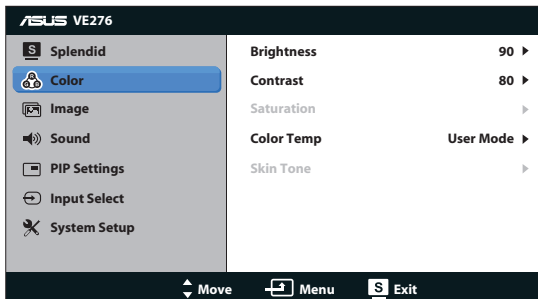 ASUS VE276
S Splendid
Color
Image
Sound
PIP Settings
Input Select
System Setup
Brightness 90
Contrast 80
Saturation
Color Temp User Mode
Skin Tone
Move Menu S Exit